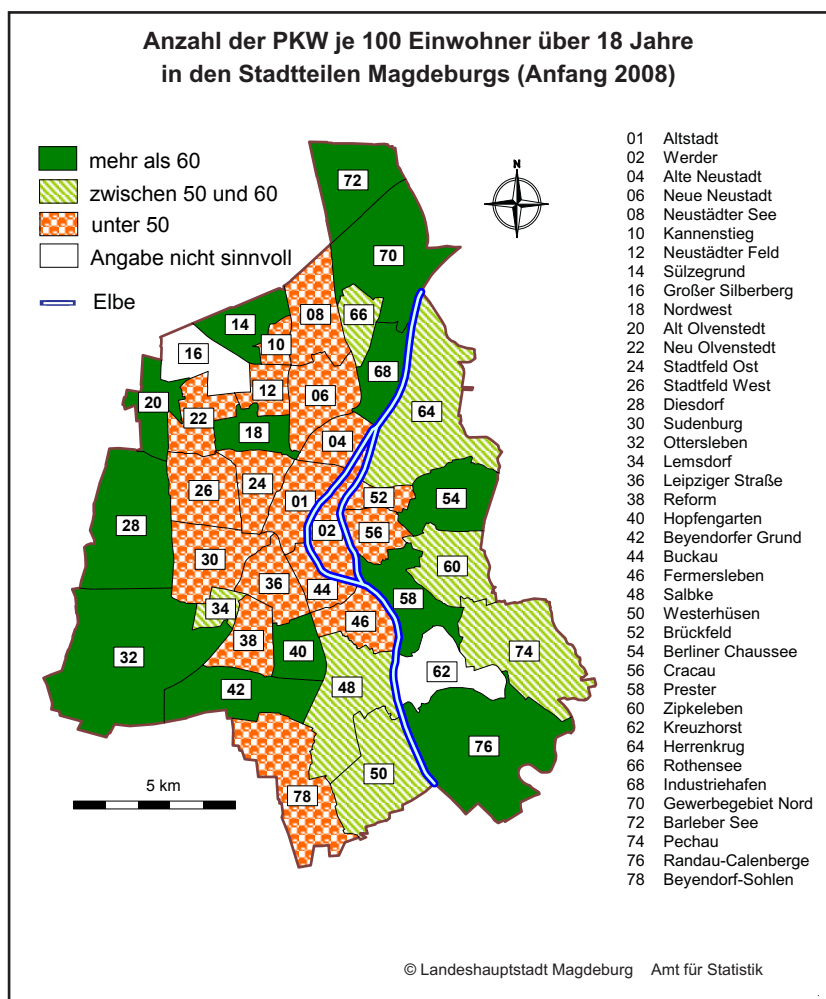 Anzahl der PKW je 100 Einwohner über 18 Jahre
in den Stadtteilen Magdeburgs (Anfang 2008)
mehr als 60
zwischen 50 und 60
unter 50
Angabe nicht sinnvoll
Elbe
N
72
70
08
66
14
10
16
68
12
06
20
64
22
18
04
24
26
52
54
01
28
02
56
30
60
36
44
58
34
46
38
74
32
40
62
42
48
76
50
78
5 km
01 Altstadt
02 Werder
04 Alte Neustadt
06 Neue Neustadt
08 Neustädter See
10 Kannenstieg
12 Neustädter Feld
14 Sülzegrund
16 Großer Silberberg
18 Nordwest
20 Alt Olvenstedt
22 Neu Olvenstedt
24 Stadtfeld Ost
26 Stadtfeld West
28 Diesdorf
30 Sudenburg
32 Ottersleben
34 Lemsdorf
36 Leipziger Straße
38 Reform
40 Hopfengarten
42 Beyendorfer Grund
44 Buckau
46 Fermersleben
48 Salbke
50 Westerhüsen
52 Brückfeld
54 Berliner Chaussee
56 Cracau
58 Prester
60 Zipkeleben
62 Kreuzhorst
64 Herrenkrug
66 Rothensee
68 Industriehafen
70 Gewerbegebiet Nord
72 Barleber See
74 Pechau
76 Randau-Calenberge
78 Beyendorf-Sohlen
© Landeshauptstadt Magdeburg Amt für Statistik